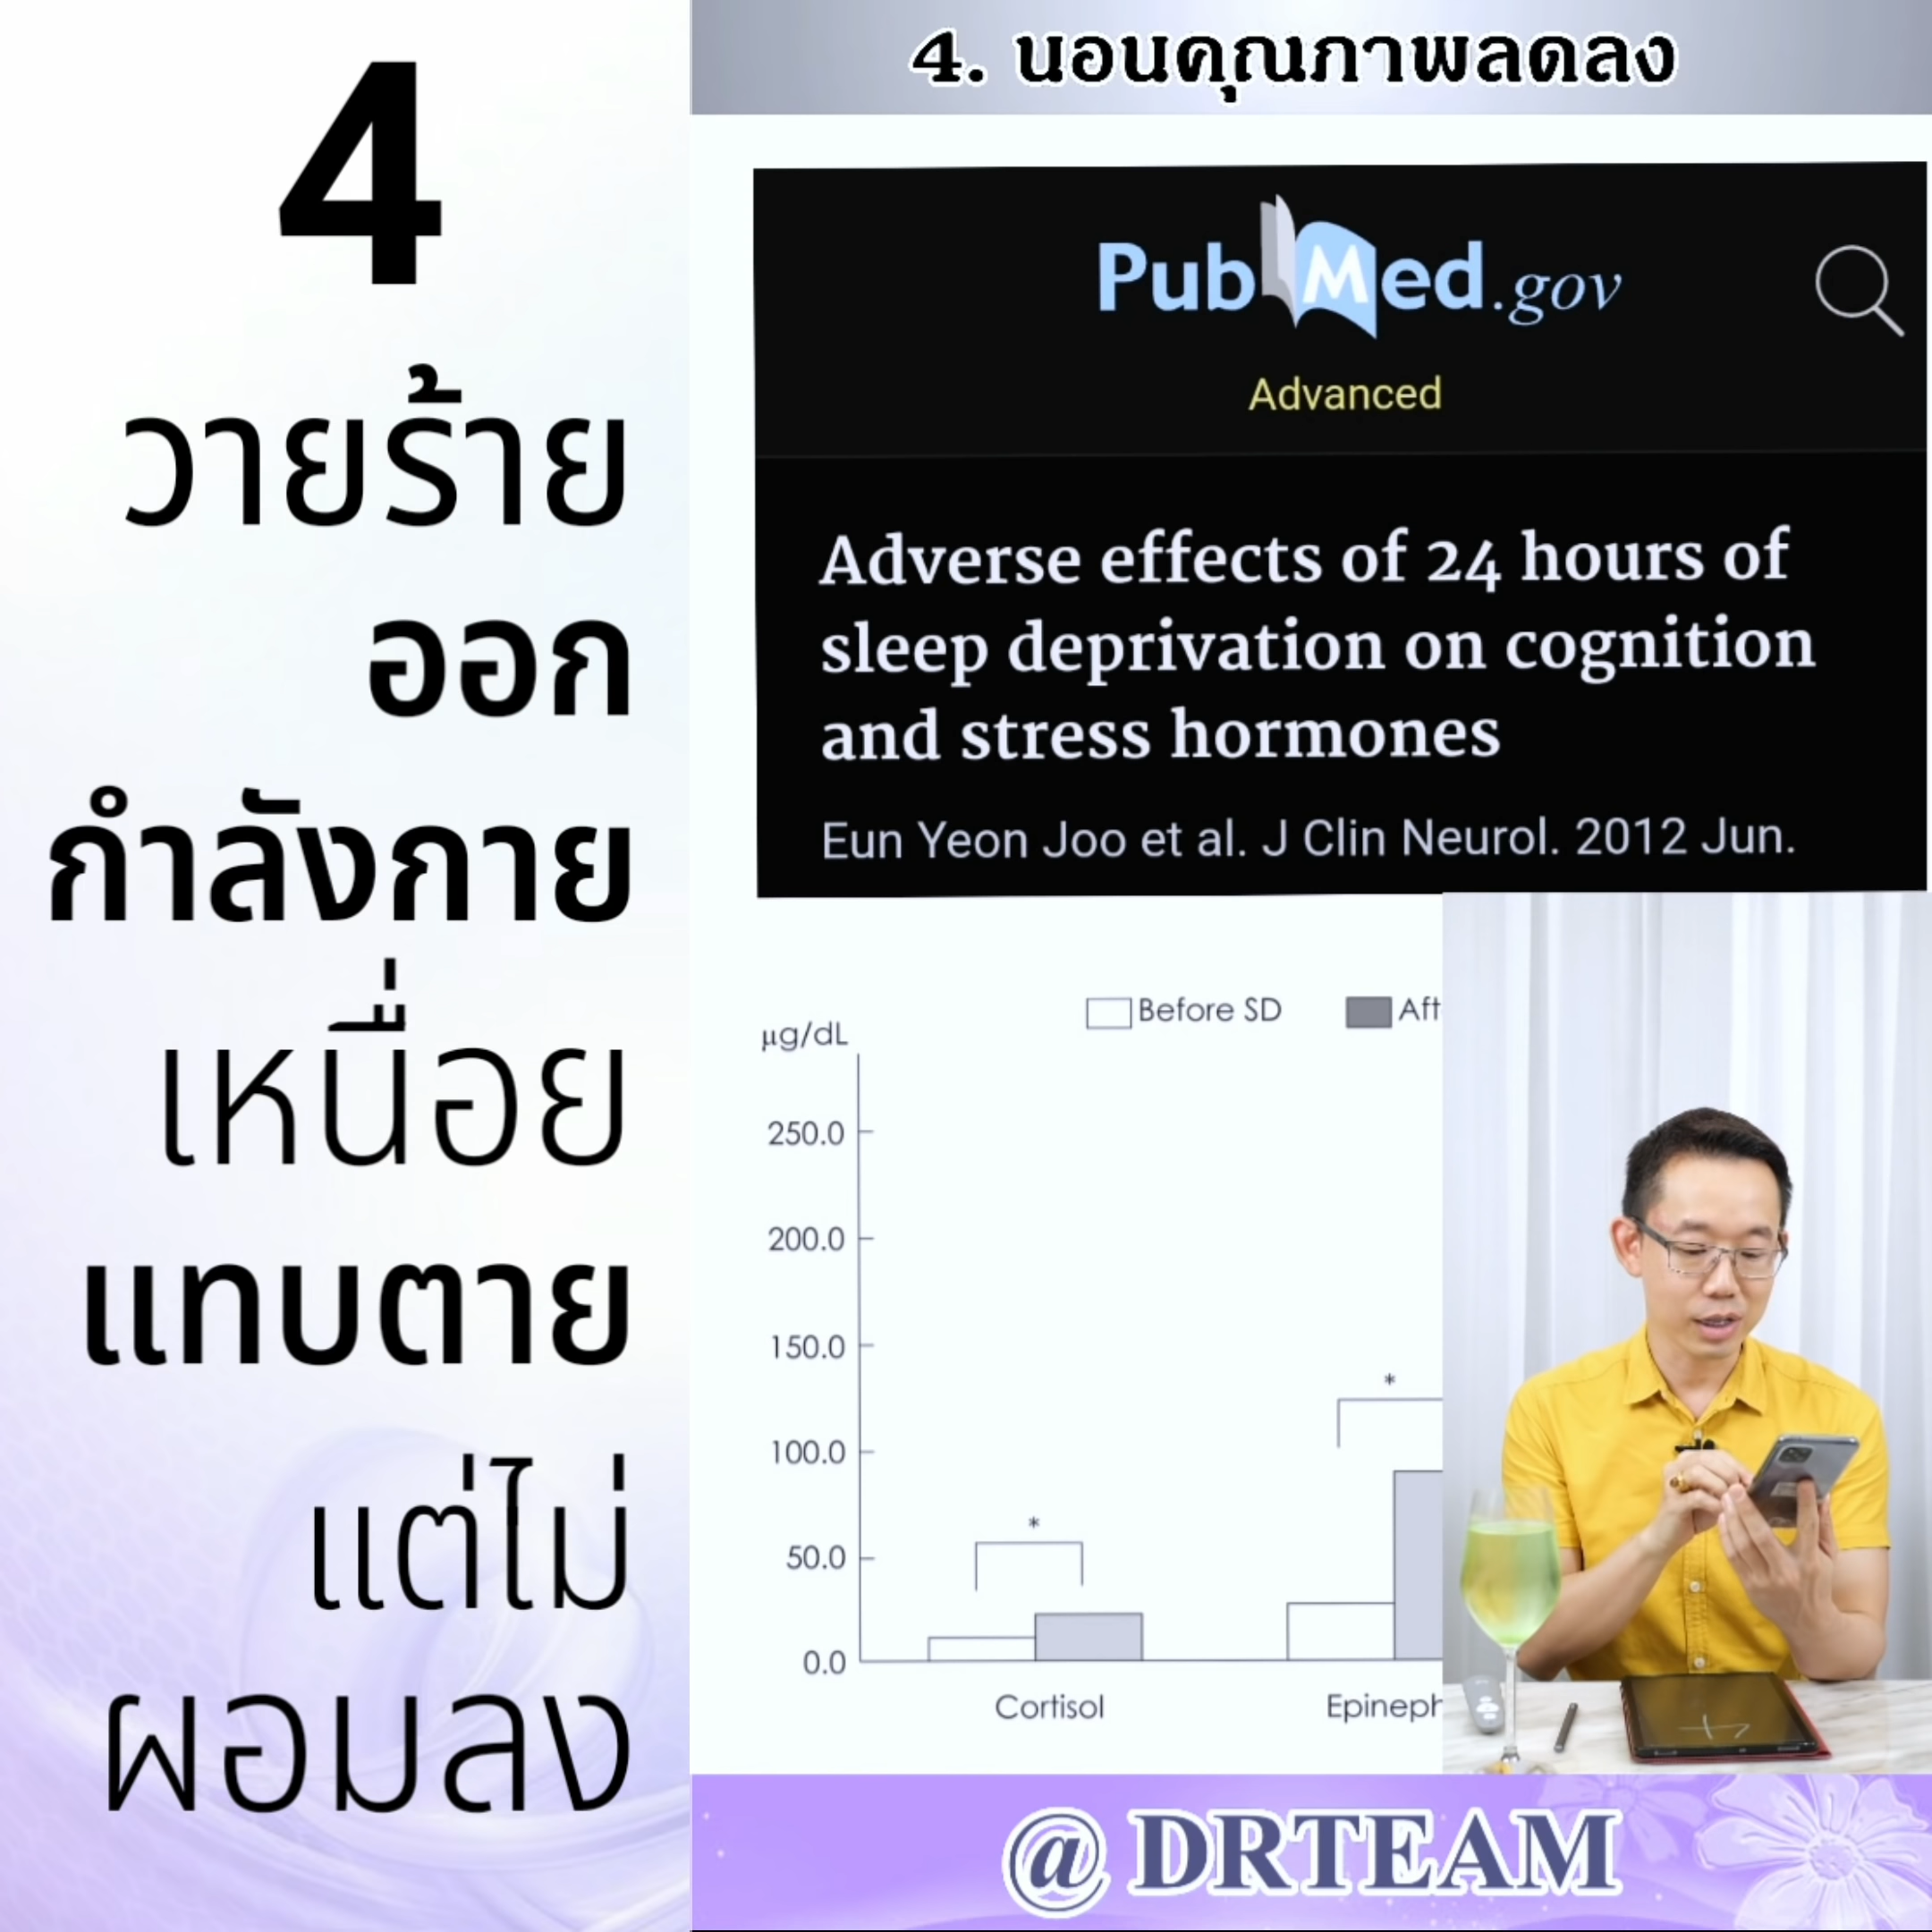 4
วายร้าย
ออก
กำลังกาย
เหนื่อย
แทบตาย
แต่ไม่
ผอมลง
4. นอนคุณภาพลดลง
PubMed.gov
Advanced
Adverse effects of 24 hours of
sleep deprivation on cognition
and stress hormones
Eun Yeon Joo et al. J Clin Neurol. 2012 Jun.
Before SD Aft
μg/dL
250.0
200.0
150.0
100.0
50.0
0.0
*
*
Cortisol Epineph
@ DRTEAM